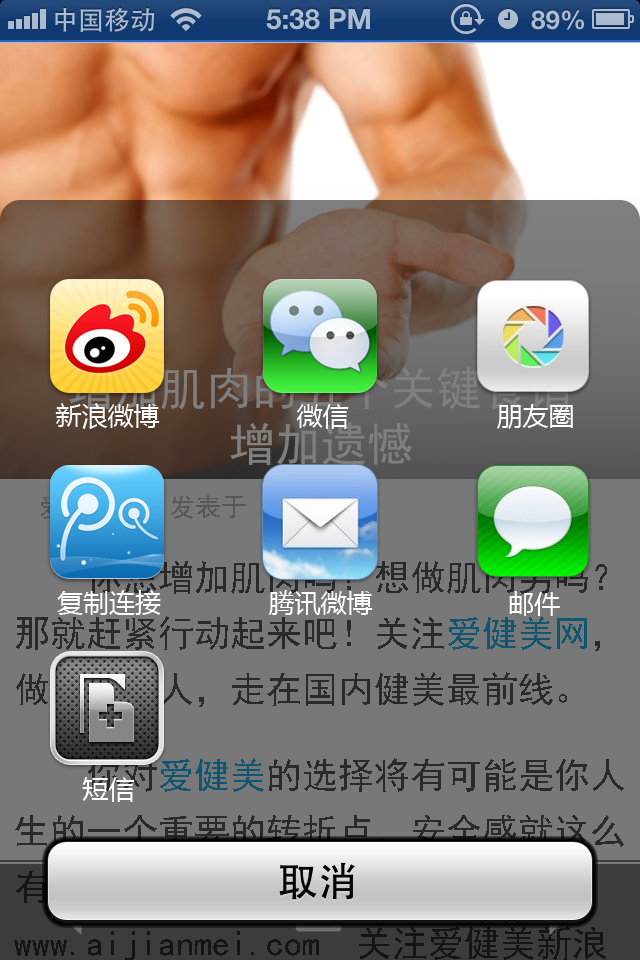 中国移动 5:38 PM 89%
新浪微博 微信 朋友圈
增加肌肉的 个关键
增加遗憾
发表于
复制连接 腾讯微博 邮件
你想增加肌肉吗？想做肌肉男吗？
那就赶紧行动起来吧！关注爱健美网，
做 人，走在国内健美最前线。
短信
你对爱健美的选择将有可能是你人
生的一个重要的转折点，安全感就这么
有
取消
www.aijianmei.com 关注爱健美新浪